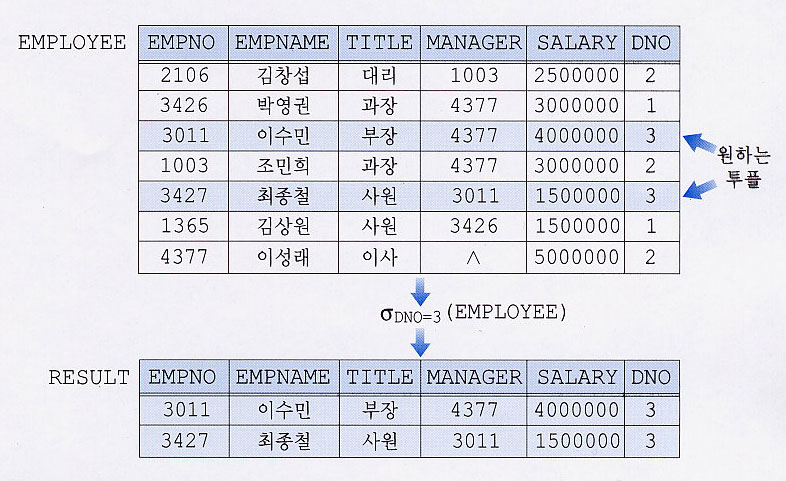 EMPLOYEE EMPNO EMPNAME TITLE MANAGER SALARY DNO
2106 김창섭 대리 1003 2500000 2
3426 박영권 과장 4377 3000000 1
3011 이수민 부장 4377 4000000 3
원하는
1003 조민희 과장 4377 3000000 2
투플
3427 최종철 사원 3011 1500000 3
1365 김상원 사원 3426 1500000 1
4377 이성래 이사 ∧ 5000000 2
σDNO=3(EMPLOYEE)
RESULT EMPNO EMPNAME TITLE MANAGER SALARY DNO
3011 이수민 부장 4377 4000000 3
3427 최종철 사원 3011 1500000 3